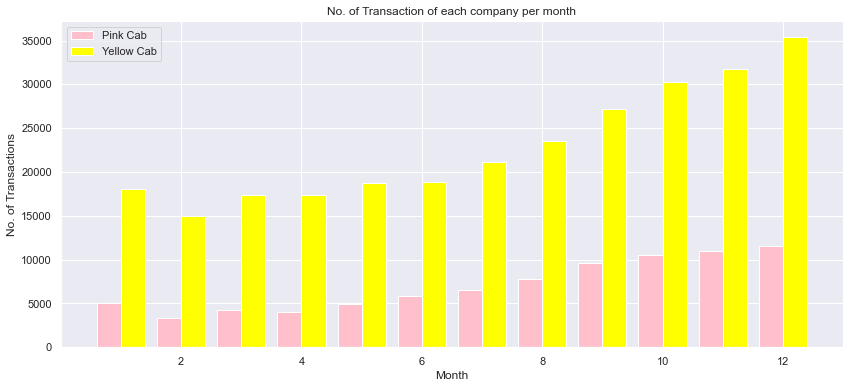 No. of Transaction of each company per month
Pink Cab
Yellow Cab
35000
30000
25000
20000
15000
10000
5000
0
No. of Transactions
2 4 6 8 10 12
Month